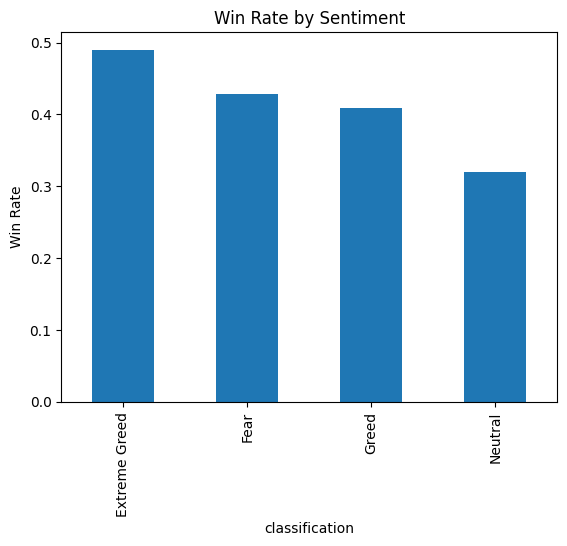 Win Rate by Sentiment
Win Rate
0.5
0.4
0.3
0.2
0.1
0.0
Extreme Greed
Fear
Greed
Neutral
classification